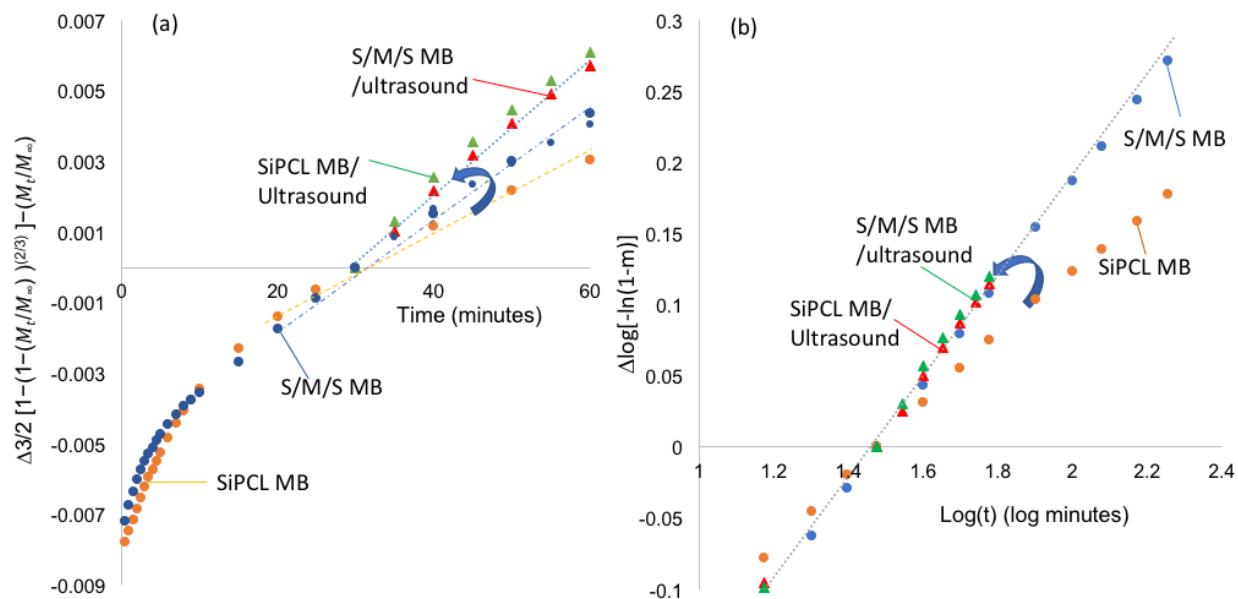 (a)
0.007
0.005
0.003
0.001
-0.001
-0.003
-0.005
-0.007
-0.009
Δ3/2 [1−(1−(Mt/M∞) )^(2/3) ]−(Mt/M∞)
0
20
40
60
Time (minutes)
S/M/S MB
/ultrasound
SiPCL MB/
Ultrasound
S/M/S MB
SiPCL MB
(b)
0.3
0.25
0.2
0.15
0.1
0.05
0
-0.05
-0.1
Δlog[-ln(1-m)]
1
1.2
1.4
1.6
1.8
2
2.2
2.4
Log(t) (log minutes)
S/M/S MB
S/M/S MB
/ultrasound
SiPCL MB
SiPCL MB/
Ultrasound